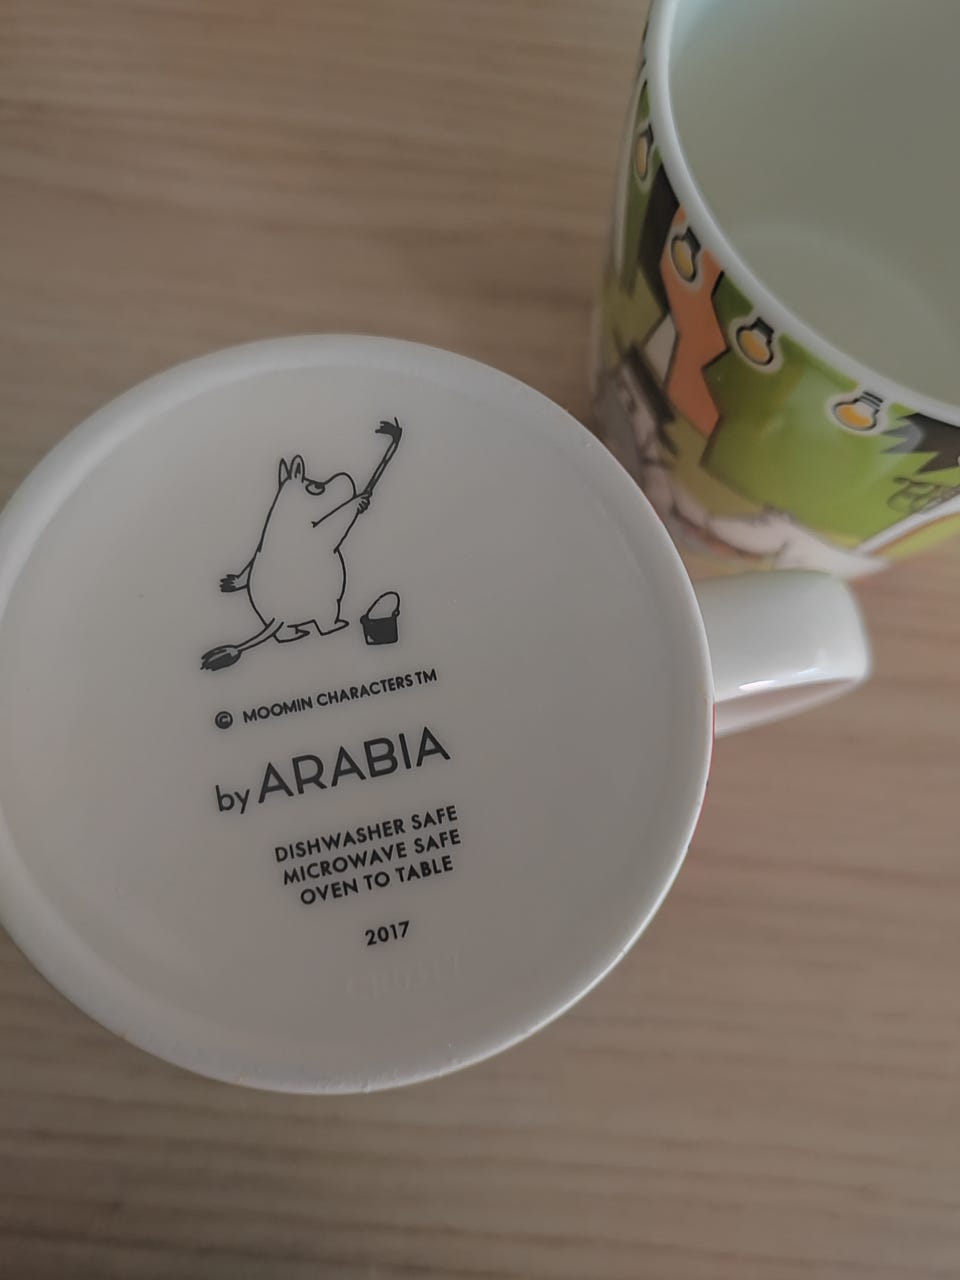 © MOOMIN CHARACTERS TM
by ARABIA
DISHWASHER SAFE
MICROWAVE SAFE
OVEN TO TABLE
2017